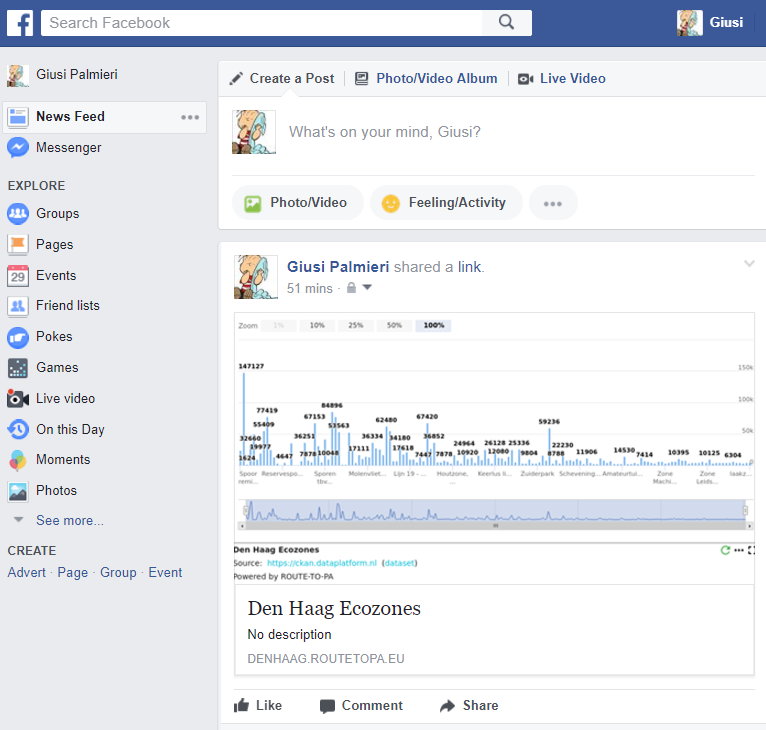 Search Facebook
Giusi
Giusi Palmieri
News Feed
Messenger
EXPLORE
Groups
Pages
29
Events
Friend lists
Pokes
Games
Live video
On this Day
Moments
Photos
See more...
CREATE
Advert · Page · Group · Event
Create a Post
Photo/Video Album
Live Video
What's on your mind, Giusi?
Photo/Video
Feeling/Activity
Giusi Palmieri shared a link.
51 mins ·
Zoom 1% 10% 25% 50% 100%
147127
150k
84896
100k
77419
67153
67420
62480
55409
53563
59236
50k
32660
36251
36334
34180
36852
24964
26128
25336
22230
19977
17111
17618
1624
4647
7878
10048
7447
7878
10920
12080
9804
8788
11906
14530
7414
10395
10125
6304
0
Spoor remi...
Reservespo...
Sporen tbv...
Molenvliet...
Lijn 19 - ...
Houtzone, ...
Keerlus li...
Zuiderpark
Schevening...
Amateurtui...
Zone Machi...
Zone Leids...
laakz...
Den Haag Ecozones
Source: https://ckan.dataplatform.nl (dataset)
Powered by ROUTE-TO-PA
Den Haag Ecozones
No description
DENHAAG.ROUTETOPA.EU
Like
Comment
Share